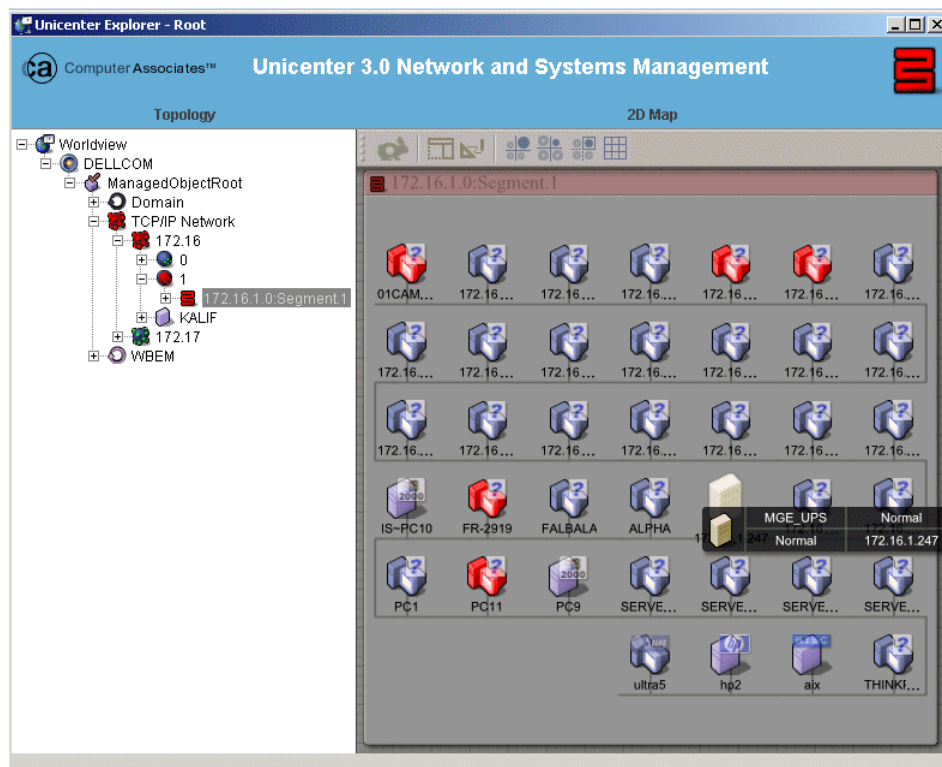 Unicenter Explorer - Root
ca Computer Associates™ Unicenter 3.0 Network and Systems Management
Topology 2D Map
Worldview
DELLCOM
ManagedObjectRoot
Domain
TCP/IP Network
172.16
0
1
172.16.1.0:Segment.1
KALIF
172.17
WBEM
172.16.1.0:Segment.1
01CAM... 172.16... 172.16... 172.16.... 172.16... 172.16.... 172.16...
172.16.... 172.16... 172.16... 172.16.... 172.16... 172.16.... 172.16...
172.16.... 172.16... 172.16... 172.16.... 172.16... 172.16.... 172.16...
2000
IS~PC10 FR-2919 FALBALA ALPHA
MGE_UPS Normal
Normal 172.16.1.247
2000
PC1 PC11 PC9 SERVE... SERVE... SERVE... SERVE...
hp
ultra5 hp2 aix THINKF...